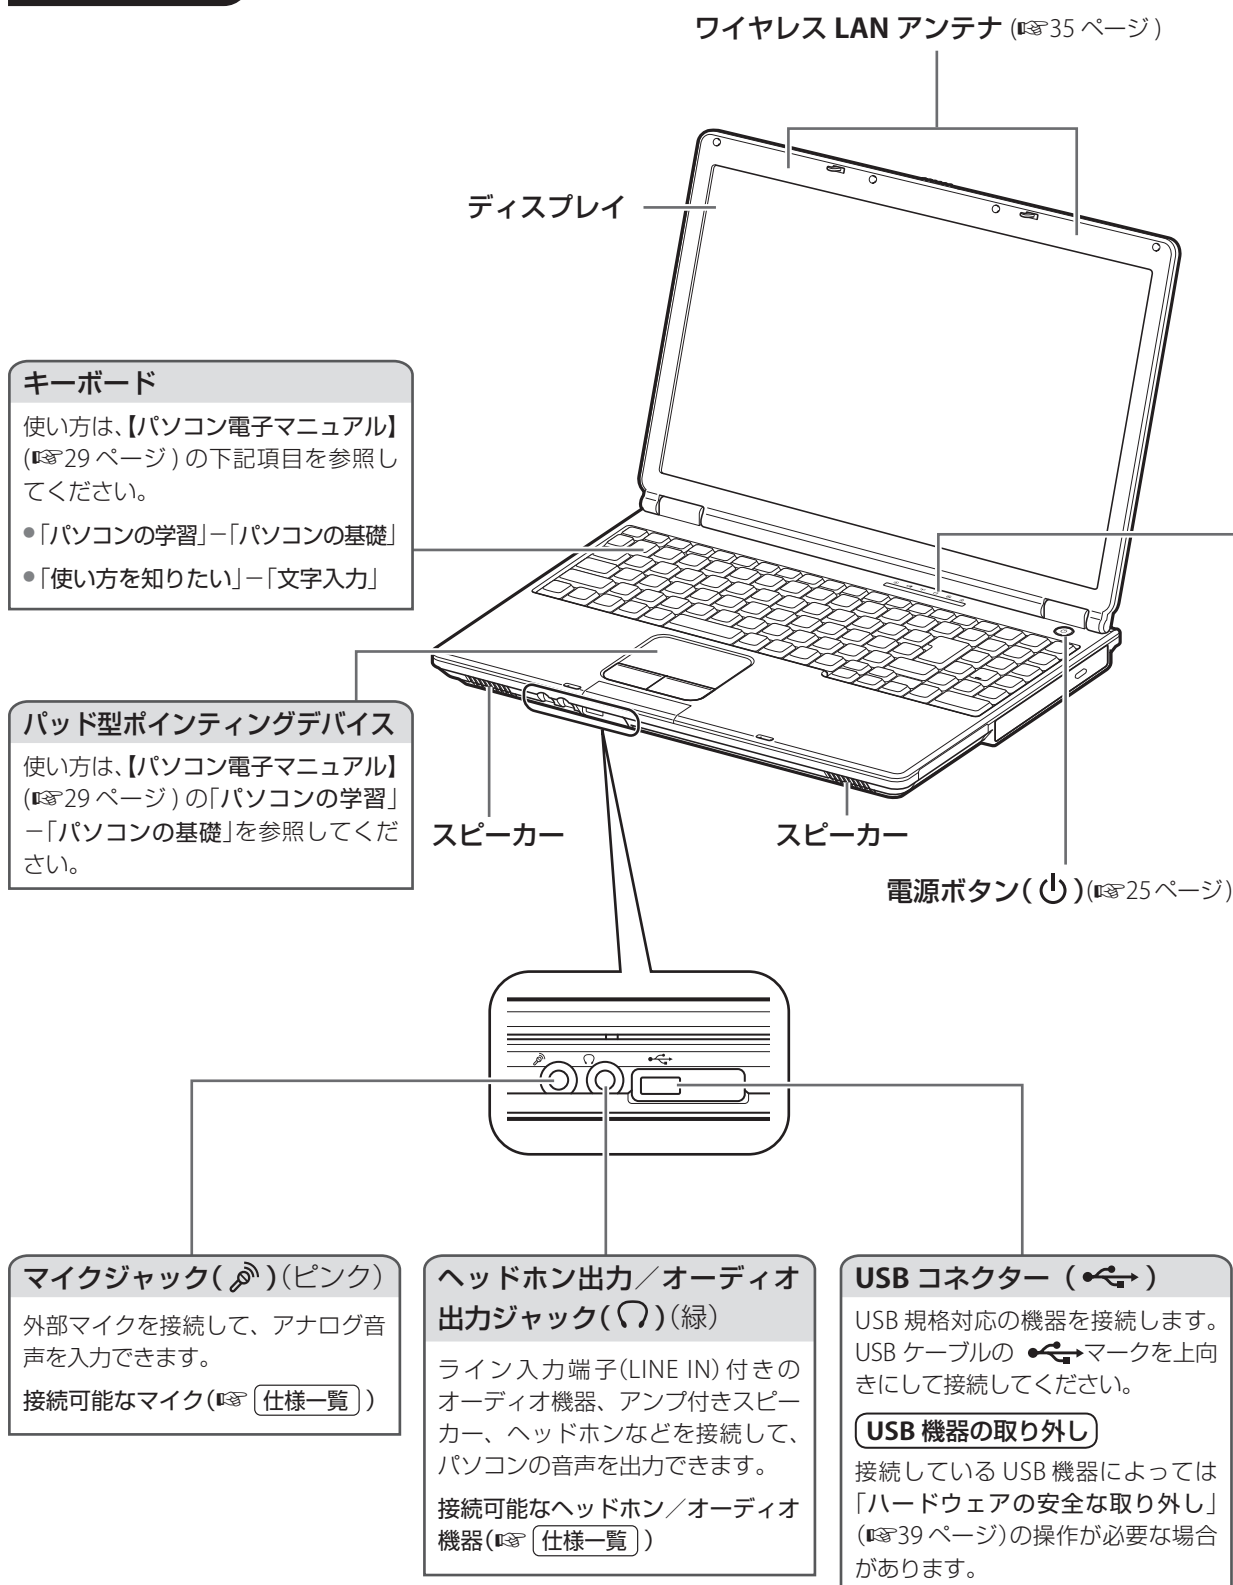 ワイヤレス LAN アンテナ (☞35 ページ)
ディスプレイ
キーボード
使い方は、【パソコン電子マニュアル】
(☞29 ページ) の下記項目を参照し
てください。
●「パソコンの学習」－「パソコンの基礎」
●「使い方を知りたい」－「文字入力」
パッド型ポインティングデバイス
使い方は、【パソコン電子マニュアル】
(☞29 ページ) の「パソコンの学習」
－「パソコンの基礎」を参照してくだ
さい。
スピーカー
スピーカー
電源ボタン( )(☞25 ページ)
マイクジャック( )(ピンク)
外部マイクを接続して、アナログ音
声を入力できます。
接続可能なマイク(☞ 仕様一覧 )
ヘッドホン出力／オーディオ
出力ジャック( )(緑)
ライン入力端子(LINE IN) 付きの
オーディオ機器、アンプ付きスピー
カー、ヘッドホンなどを接続して、
パソコンの音声を出力できます。
接続可能なヘッドホン／オーディオ
機器(☞ 仕様一覧 )
USB コネクター ( )
USB 規格対応の機器を接続します。
USB ケーブルの マークを上向
きにして接続してください。
USB 機器の取り外し
接続している USB 機器によっては
「ハードウェアの安全な取り外し」
(☞39 ページ)の操作が必要な場合
があります。